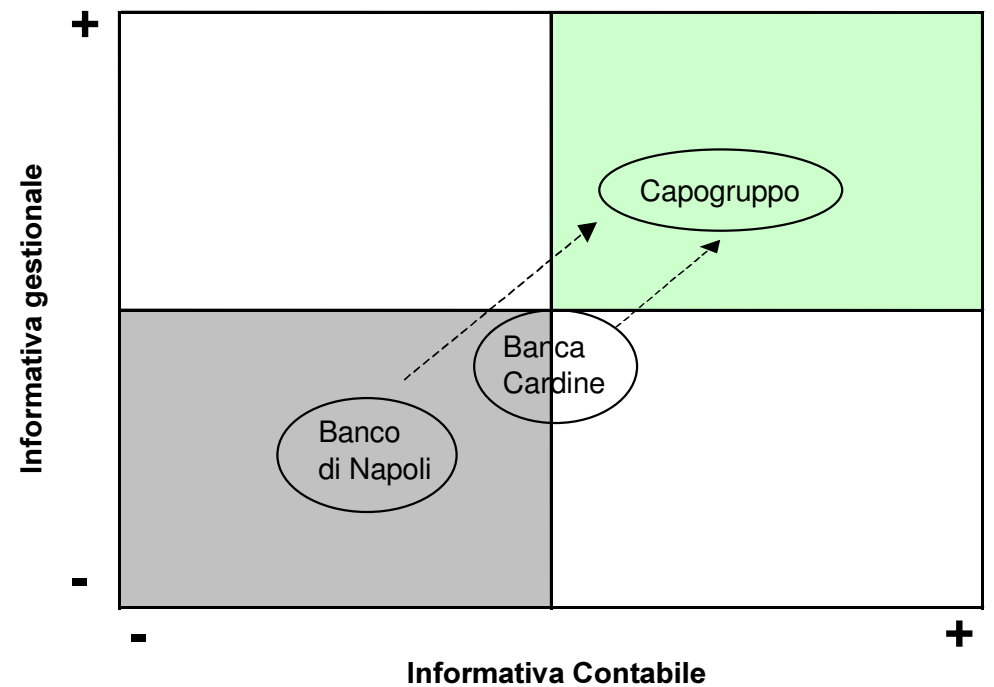 +
Informativa gestionale
Capogruppo
Banca
Cardine
Banco
di Napoli
-
- +
Informativa Contabile